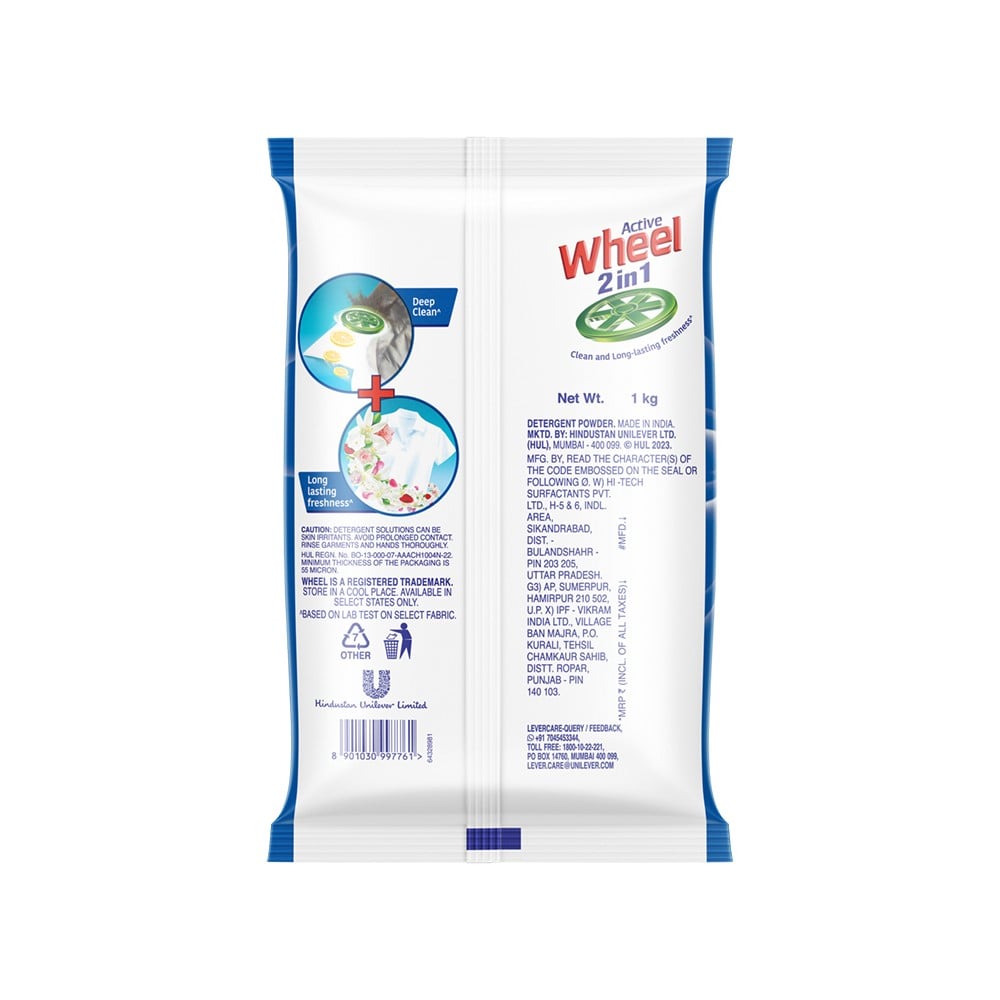 Deep
Clean^
Long
lasting
freshness^
CAUTION: DETERGENT SOLUTIONS CAN BE
SKIN IRRITANTS. AVOID PROLONGED CONTACT.
RINSE GARMENTS AND HANDS THOROUGHLY.
HUL REGN. No. BO-13-000-07-AAACH1004N-22.
MINIMUM THICKNESS OF THE PACKAGING IS
55 MICRON.
WHEEL IS A REGISTERED TRADEMARK.
STORE IN A COOL PLACE. AVAILABLE IN
SELECT STATES ONLY.
^BASED ON LAB TEST ON SELECT FABRIC.
7
OTHER
Hindustan Unilever Limited
8 901030 997761 >
64328981
Active
Wheel
2 in 1
Clean and Long-lasting freshness^
Net Wt. 1 kg
DETERGENT POWDER. MADE IN INDIA.
MKTD. BY: HINDUSTAN UNILEVER LTD.
(HUL), MUMBAI - 400 099. © HUL 2023.
MFG. BY, READ THE CHARACTER(S) OF
THE CODE EMBOSSED ON THE SEAL OR
FOLLOWING Ø. W) HI -TECH
SURFACTANTS PVT.
LTD., H-5 & 6, INDL.
AREA,
SIKANDRABAD,
DIST. -
BULANDSHAHR -
PIN 203 205,
UTTAR PRADESH.
G3) AP, SUMERPUR,
HAMIRPUR 210 502,
U.P. X) IPF - VIKRAM
INDIA LTD., VILLAGE
BAN MAJRA, P.O.
KURALI, TEHSIL
CHAMKAUR SAHIB,
DISTT. ROPAR,
PUNJAB - PIN
140 103.
*MRP ₹ (INCL. OF ALL TAXES)↓ #MFD.↓
LEVERCARE-QUERY / FEEDBACK,
+91 7045453344,
TOLL FREE: 1800-10-22-221,
PO BOX 14760, MUMBAI 400 099,
LEVER.CARE@UNILEVER.COM